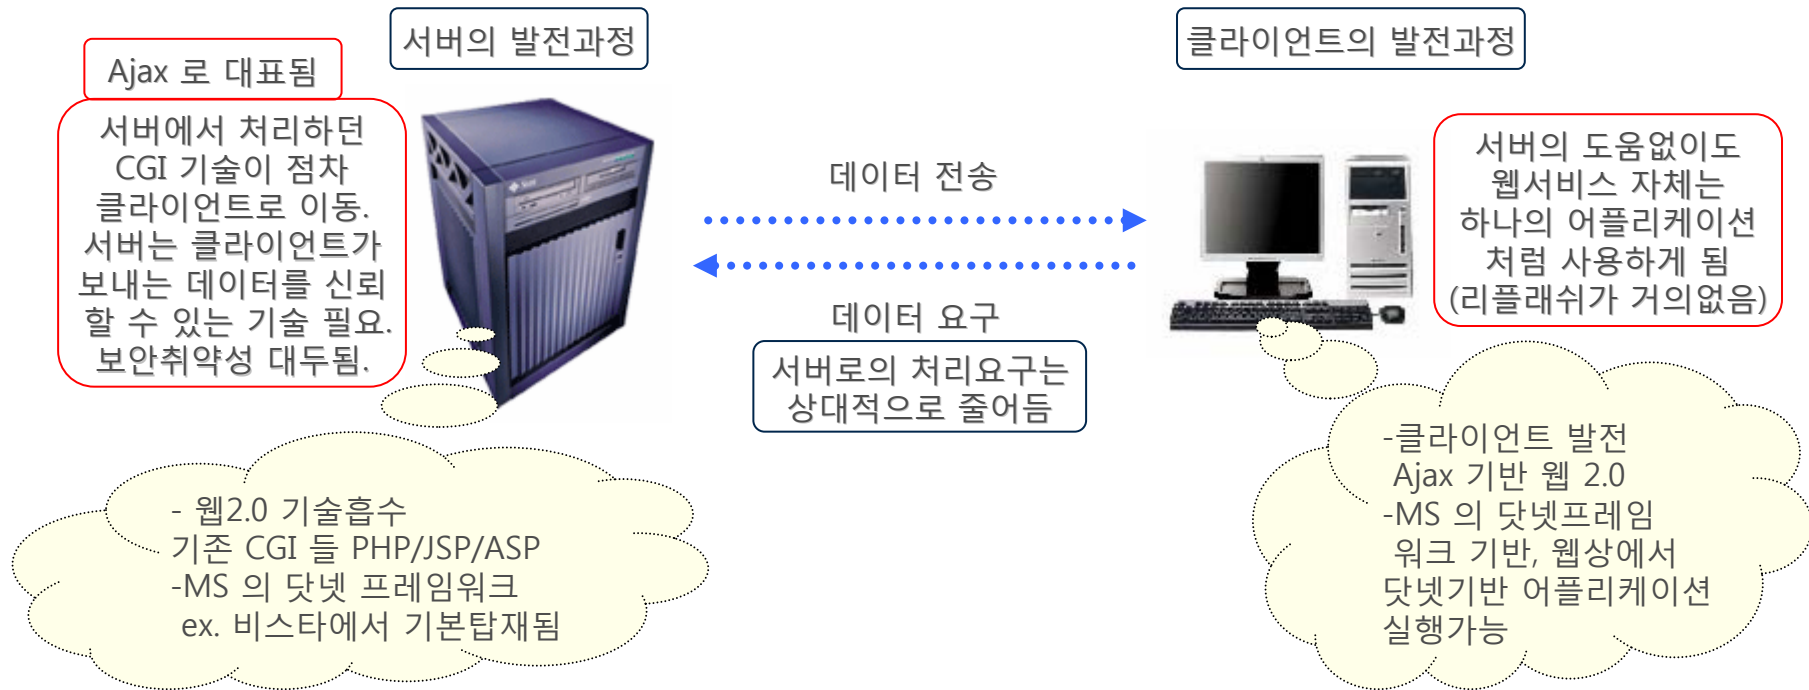 서버의 발전과정
클라이언트의 발전과정
Ajax 로 대표됨
서버에서 처리하던
CGI 기술이 점차
클라이언트로 이동.
서버는 클라이언트가
보내는 데이터를 신뢰
할 수 있는 기술 필요.
보안취약성 대두됨.
Sun
데이터 전송
데이터 요구
서버로의 처리요구는
상대적으로 줄어듬
서버의 도움없이도
웹서비스 자체는
하나의 어플리케이션
처럼 사용하게 됨
(리플래쉬가 거의없음)
- 웹2.0 기술흡수
기존 CGI 들 PHP/JSP/ASP
-MS 의 닷넷 프레임워크
ex. 비스타에서 기본탑재됨
-클라이언트 발전
Ajax 기반 웹 2.0
-MS 의 닷넷프레임
워크 기반, 웹상에서
닷넷기반 어플리케이션
실행가능